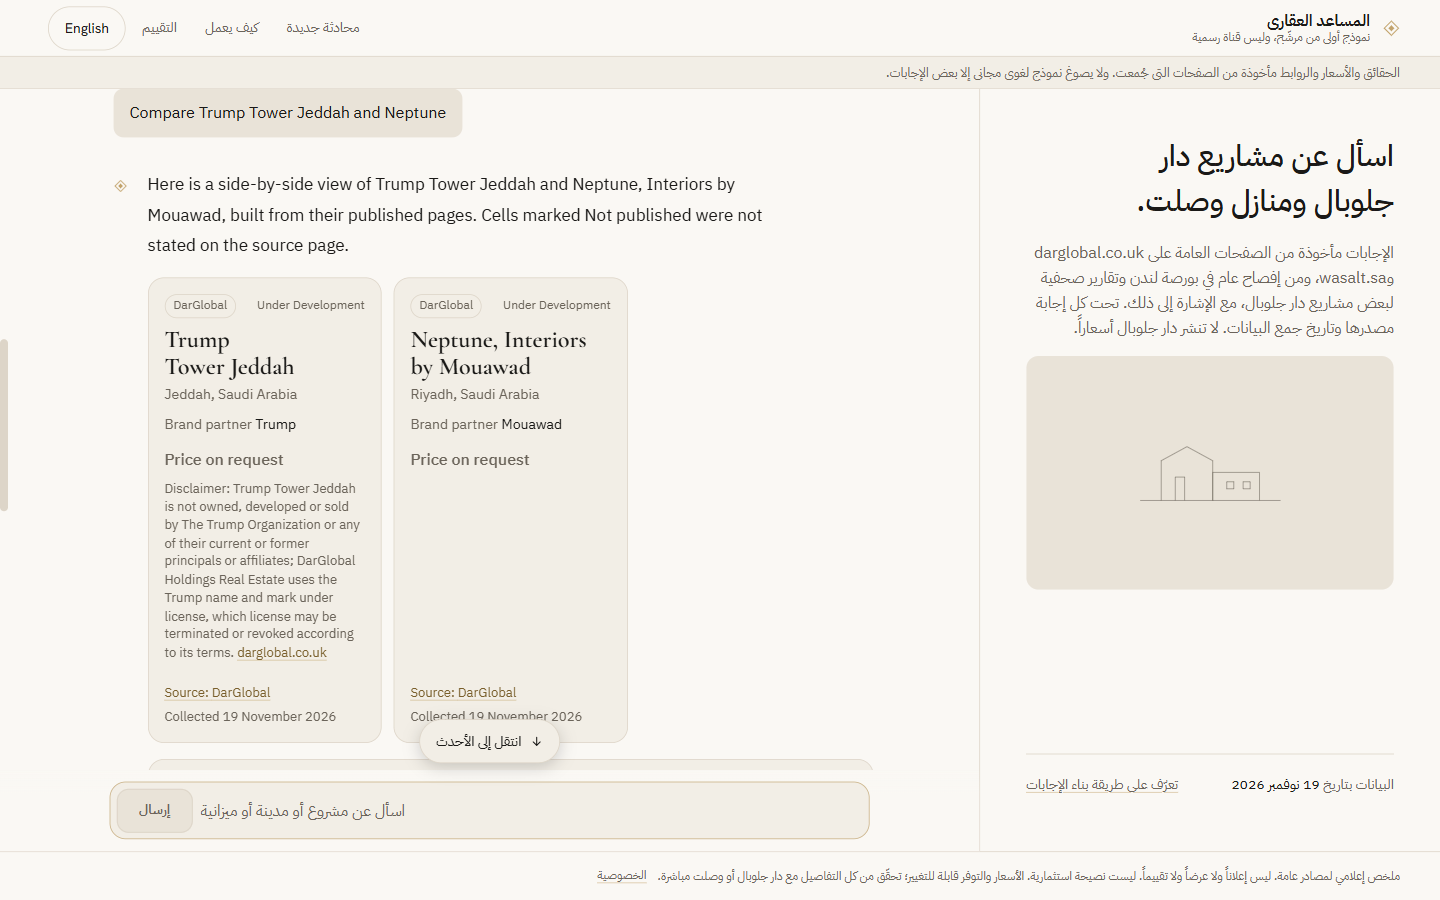 المساعد العقاري
نموذج أولي من مرشّح، وليس قناة رسمية
محادثة جديدة
كيف يعمل
التقييم
English
الحقائق والأسعار والروابط مأخوذة من الصفحات التي جُمعت. ولا يصوغ نموذج لغوي مجاني إلا بعض الإجابات.
اسأل عن مشاريع دار
جلوبال ومنازل وصلت.
الإجابات مأخوذة من الصفحات العامة على darglobal.co.uk
وwasalt.sa، ومن إفصاح عام في بورصة لندن وتقارير صحفية
لبعض مشاريع دار جلوبال، مع الإشارة إلى ذلك. تحت كل إجابة
مصدرها وتاريخ جمع البيانات. لا تنشر دار جلوبال أسعاراً.
البيانات بتاريخ 19 نوفمبر 2026
تعرّف على طريقة بناء الإجابات
Compare Trump Tower Jeddah and Neptune
Here is a side-by-side view of Trump Tower Jeddah and Neptune, Interiors by
Mouawad, built from their published pages. Cells marked Not published were not
stated on the source page.
DarGlobal
Under Development
Trump
Tower Jeddah
Jeddah, Saudi Arabia
Brand partner Trump
Price on request
Disclaimer: Trump Tower Jeddah
is not owned, developed or sold
by The Trump Organization or any
of their current or former
principals or affiliates; DarGlobal
Holdings Real Estate uses the
Trump name and mark under
license, which license may be
terminated or revoked according
to its terms. darglobal.co.uk
Source: DarGlobal
Collected 19 November 2026
DarGlobal
Under Development
Neptune, Interiors
by Mouawad
Riyadh, Saudi Arabia
Brand partner Mouawad
Price on request
Source: DarGlobal
Collected 19 November 2026
انتقل إلى الأحدث ↓
اسأل عن مشروع أو مدينة أو ميزانية
إرسال
ملخص إعلامي لمصادر عامة. ليس إعلاناً ولا عرضاً ولا تقييماً. ليست نصيحة استثمارية. الأسعار والتوفر قابلة للتغيير؛ تحقّق من كل التفاصيل مع دار جلوبال أو وصلت مباشرة.
الخصوصية